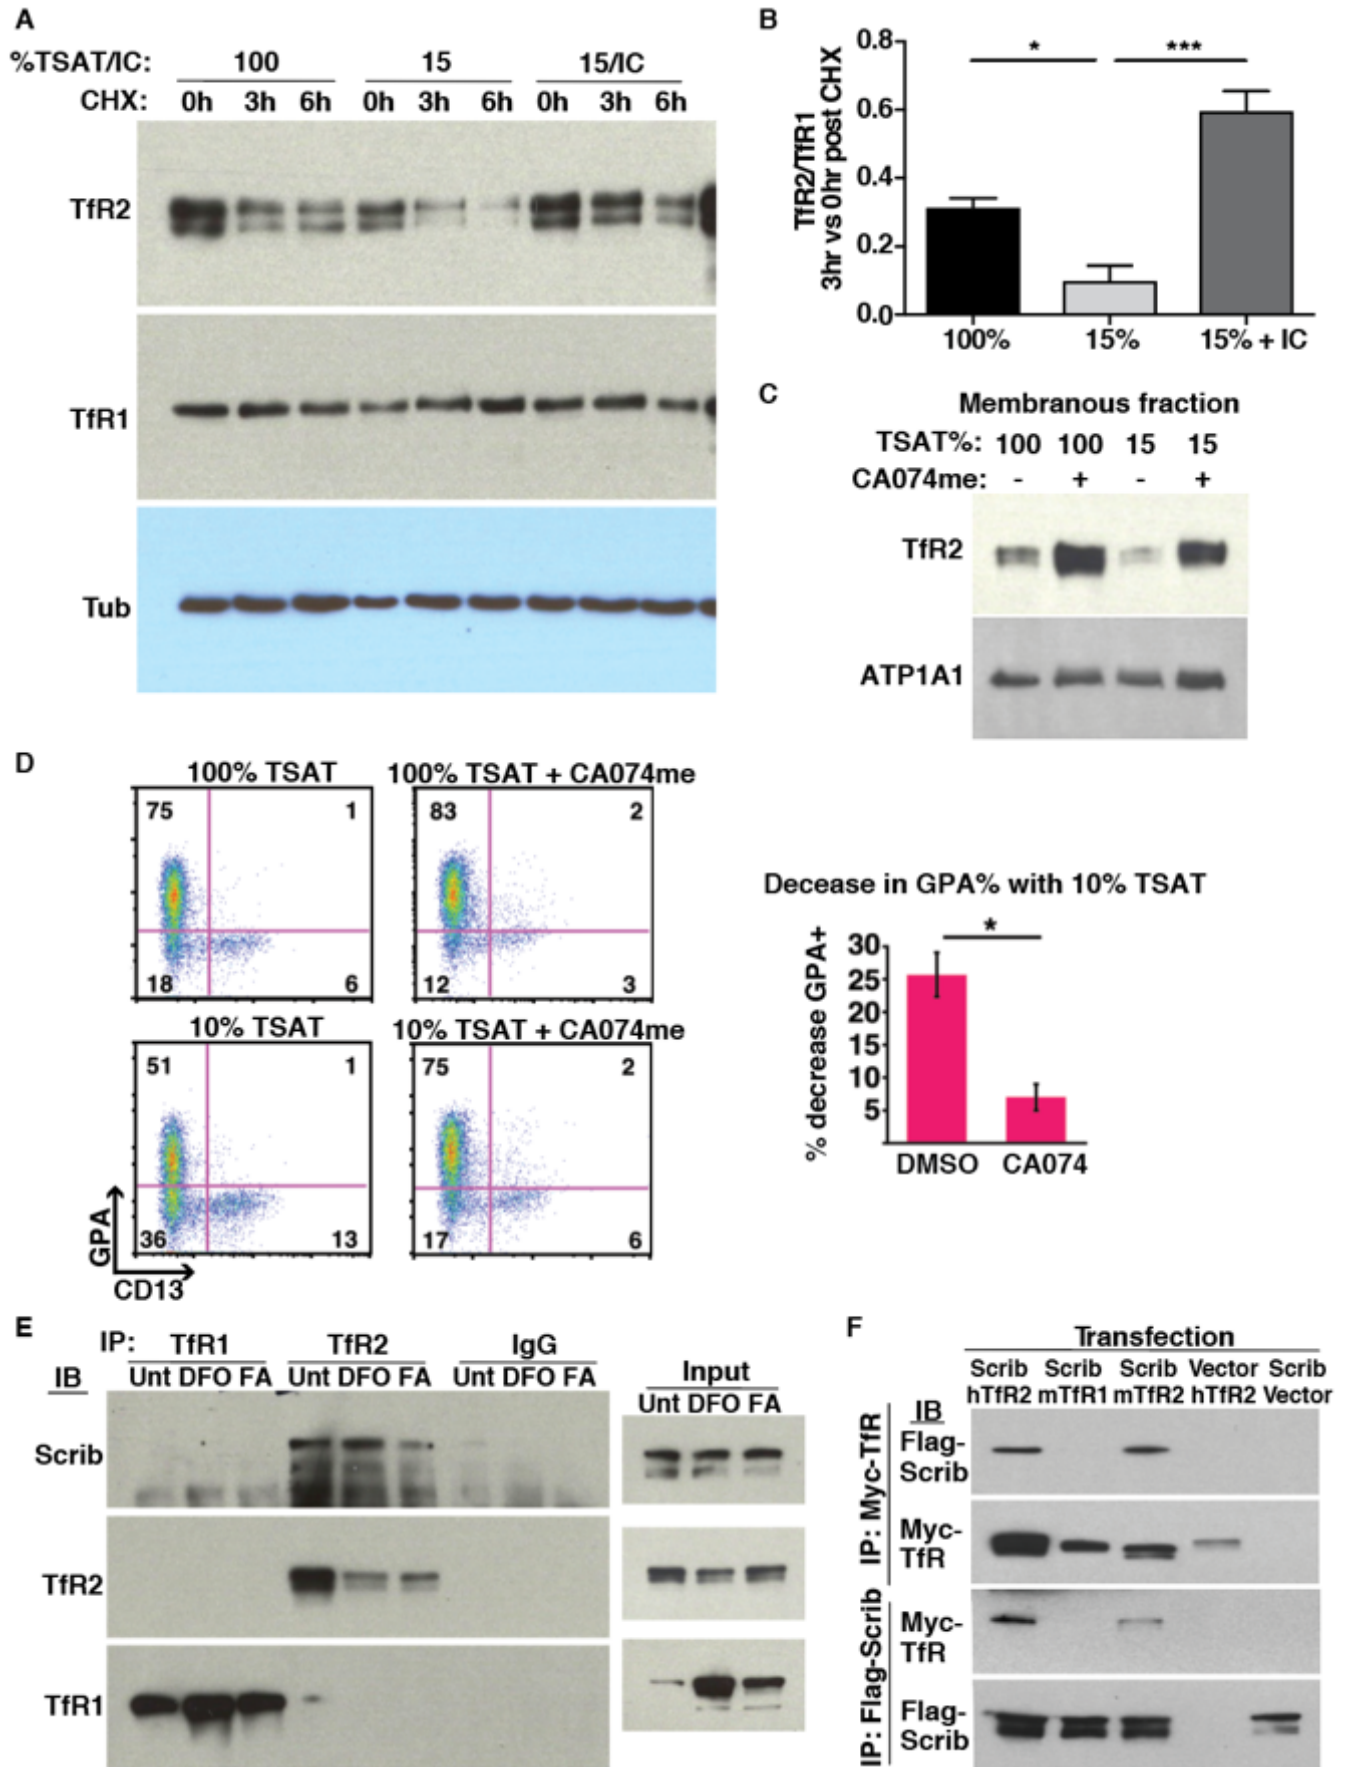 A
%TSAT/IC: 100 15 15/IC
CHX: 0h 3h 6h 0h 3h 6h 0h 3h 6h
TfR2
TfR1
Tub
B
TfR2/TfR1
3hr vs 0hr post CHX
0.8
0.6
0.4
0.2
0.0
* ***
100% 15% 15% + IC
C
Membranous fraction
TSAT%: 100 100 15 15
CA074me: - + - +
TfR2
ATP1A1
D
100% TSAT
75 1
18 6
100% TSAT + CA074me
83 2
12 3
10% TSAT
51 1
36 13
10% TSAT + CA074me
75 2
17 6
GPA
CD13
Decease in GPA% with 10% TSAT
% decrease GPA+
30
25
20
15
10
5
*
DMSO CA074
E
IP: TfR1 TfR2 IgG
IB Unt DFO FA Unt DFO FA Unt DFO FA
Input
Unt DFO FA
Scrib
TfR2
TfR1
F
Transfection
Scrib Scrib Scrib Vector Scrib
hTfR2 mTfR1 mTfR2 hTfR2 Vector
IB
IP: Myc-TfR
Flag-
Scrib
Myc-
TfR
IP: Flag-Scrib
Myc-
TfR
Flag-
Scrib